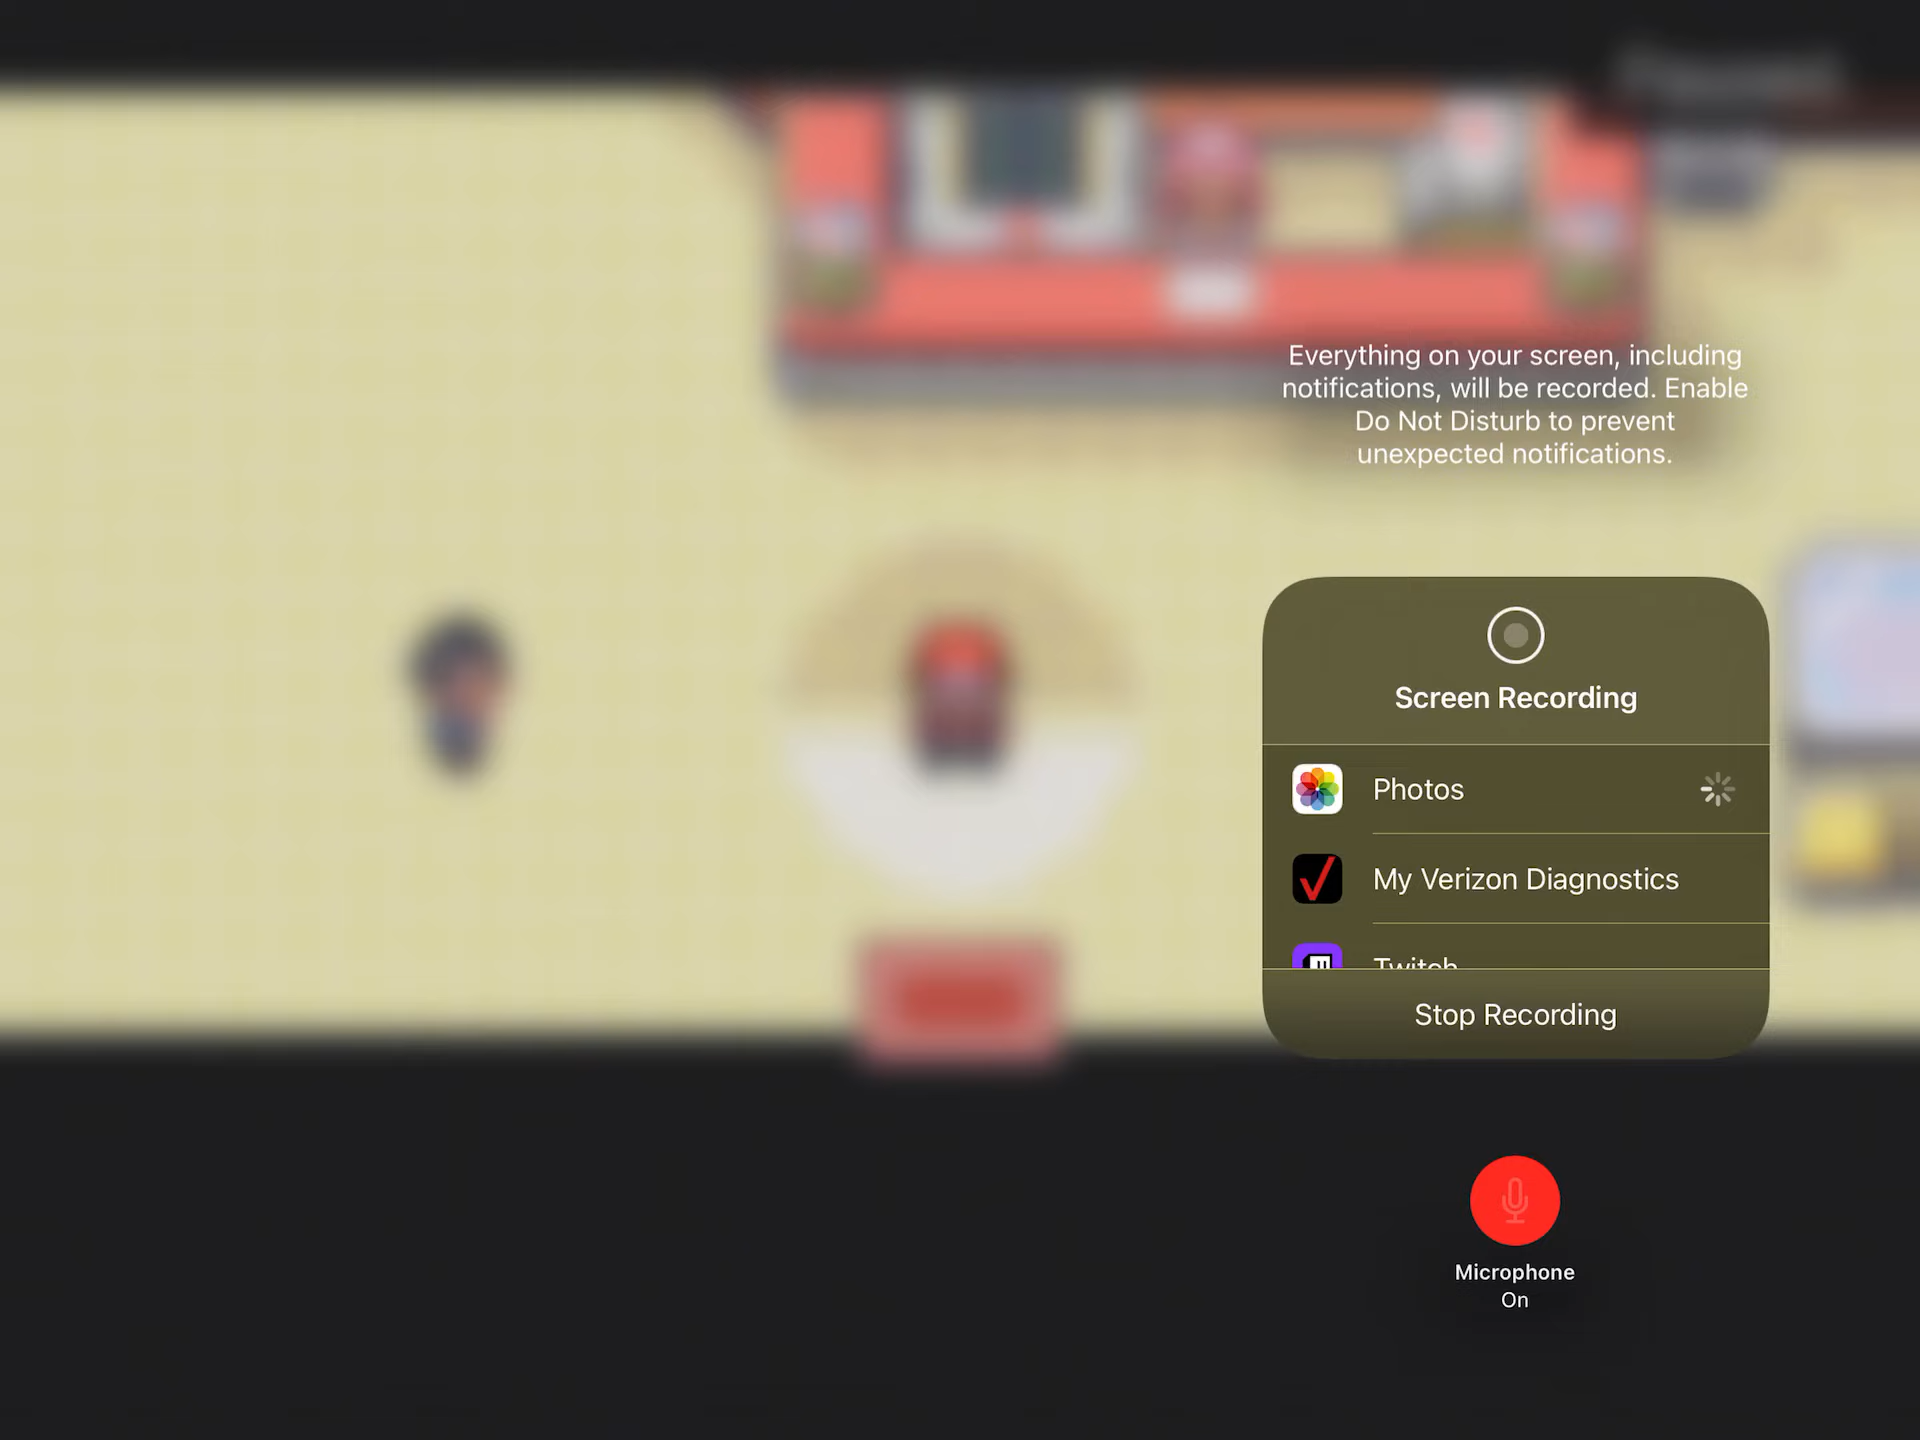 Everything on your screen, including
notifications, will be recorded. Enable
Do Not Disturb to prevent
unexpected notifications.
Screen Recording
Photos
My Verizon Diagnostics
Twitch
Stop Recording
Microphone
On